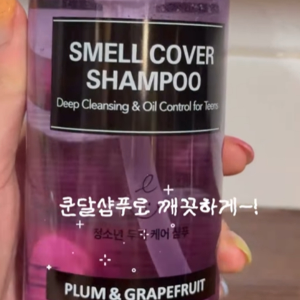 SMELL COVER
SHAMPOO
Deep Cleansing & Oil Control for Teens
쿤달샴푸로 깨끗하게~!
청소년 두피 케어 샴푸
PLUM & GRAPEFRUIT